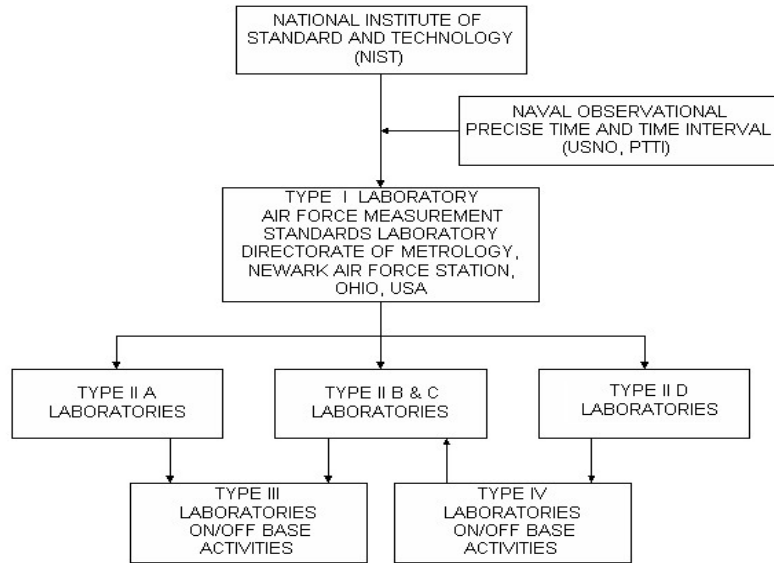 NATIONAL INSTITUTE OF
STANDARD AND TECHNOLOGY
(NIST)
NAVAL OBSERVATIONAL
PRECISE TIME AND TIME INTERVAL
(USNO, PTTI)
TYPE I LABORATORY
AIR FORCE MEASUREMENT
STANDARDS LABORATORY
DIRECTORATE OF METROLOGY,
NEWARK AIR FORCE STATION,
OHIO, USA
TYPE II A
LABORATORIES
TYPE II B & C
LABORATORIES
TYPE II D
LABORATORIES
TYPE III
LABORATORIES
ON/OFF BASE
ACTIVITIES
TYPE IV
LABORATORIES
ON/OFF BASE
ACTIVITIES